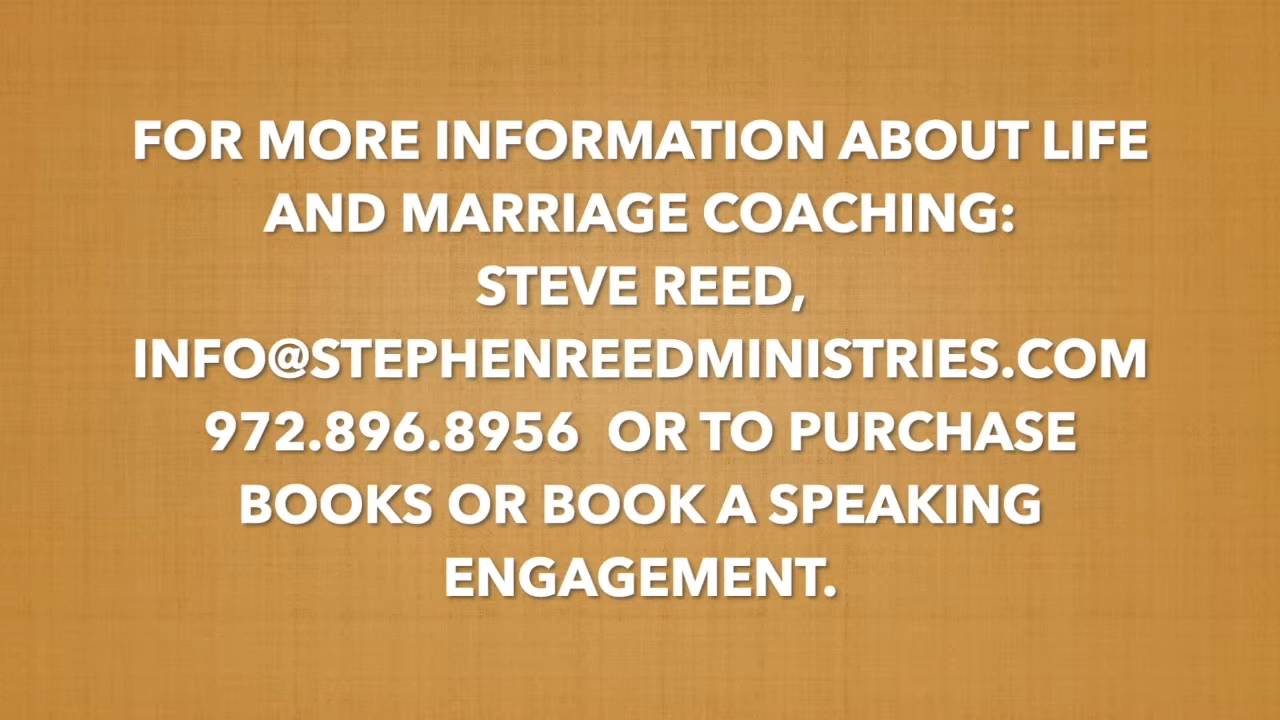 FOR MORE INFORMATION ABOUT LIFE
AND MARRIAGE COACHING:
STEVE REED,
INFO@STEPHENREEDMINISTRIES.COM
972.896.8956  OR TO PURCHASE
BOOKS OR BOOK A SPEAKING
ENGAGEMENT.